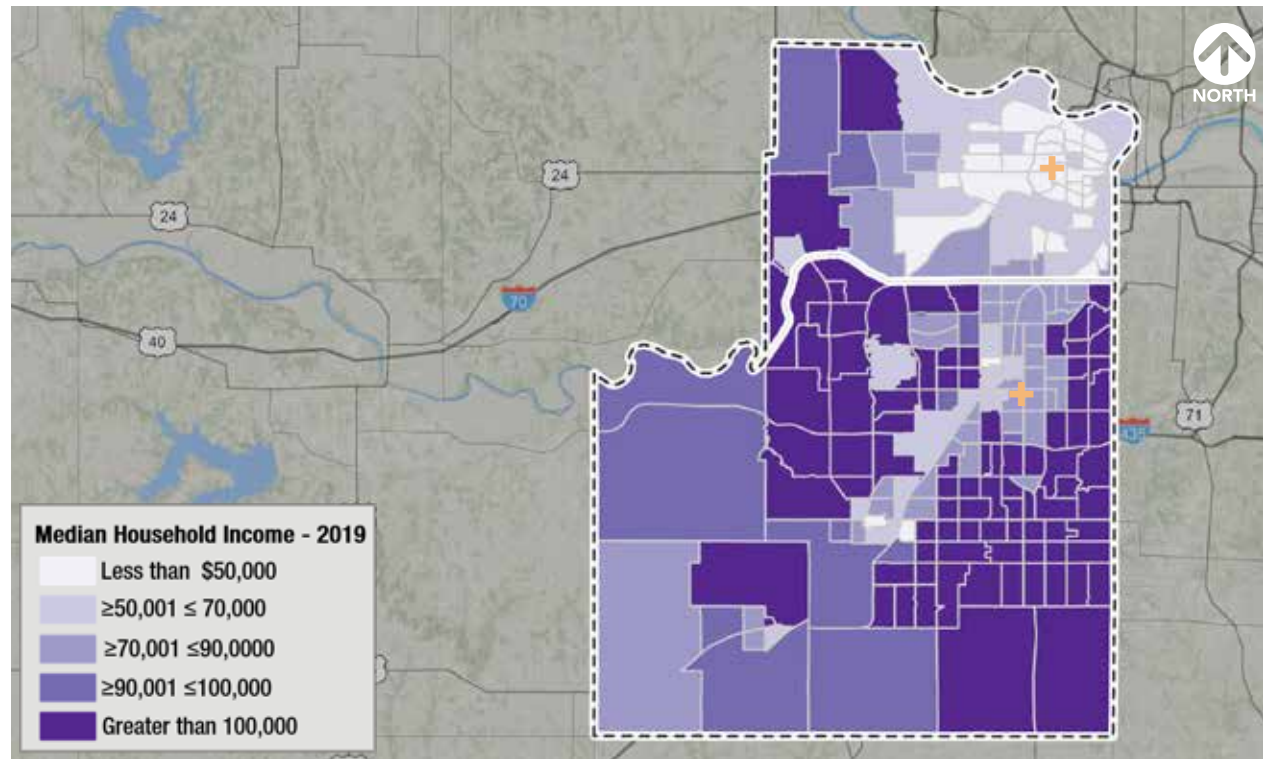 NORTH
24
24
70
40
71
435
Median Household Income - 2019
Less than $50,000
≥50,001 ≤ 70,000
≥70,001 ≤90,0000
≥90,001 ≤100,000
Greater than 100,000